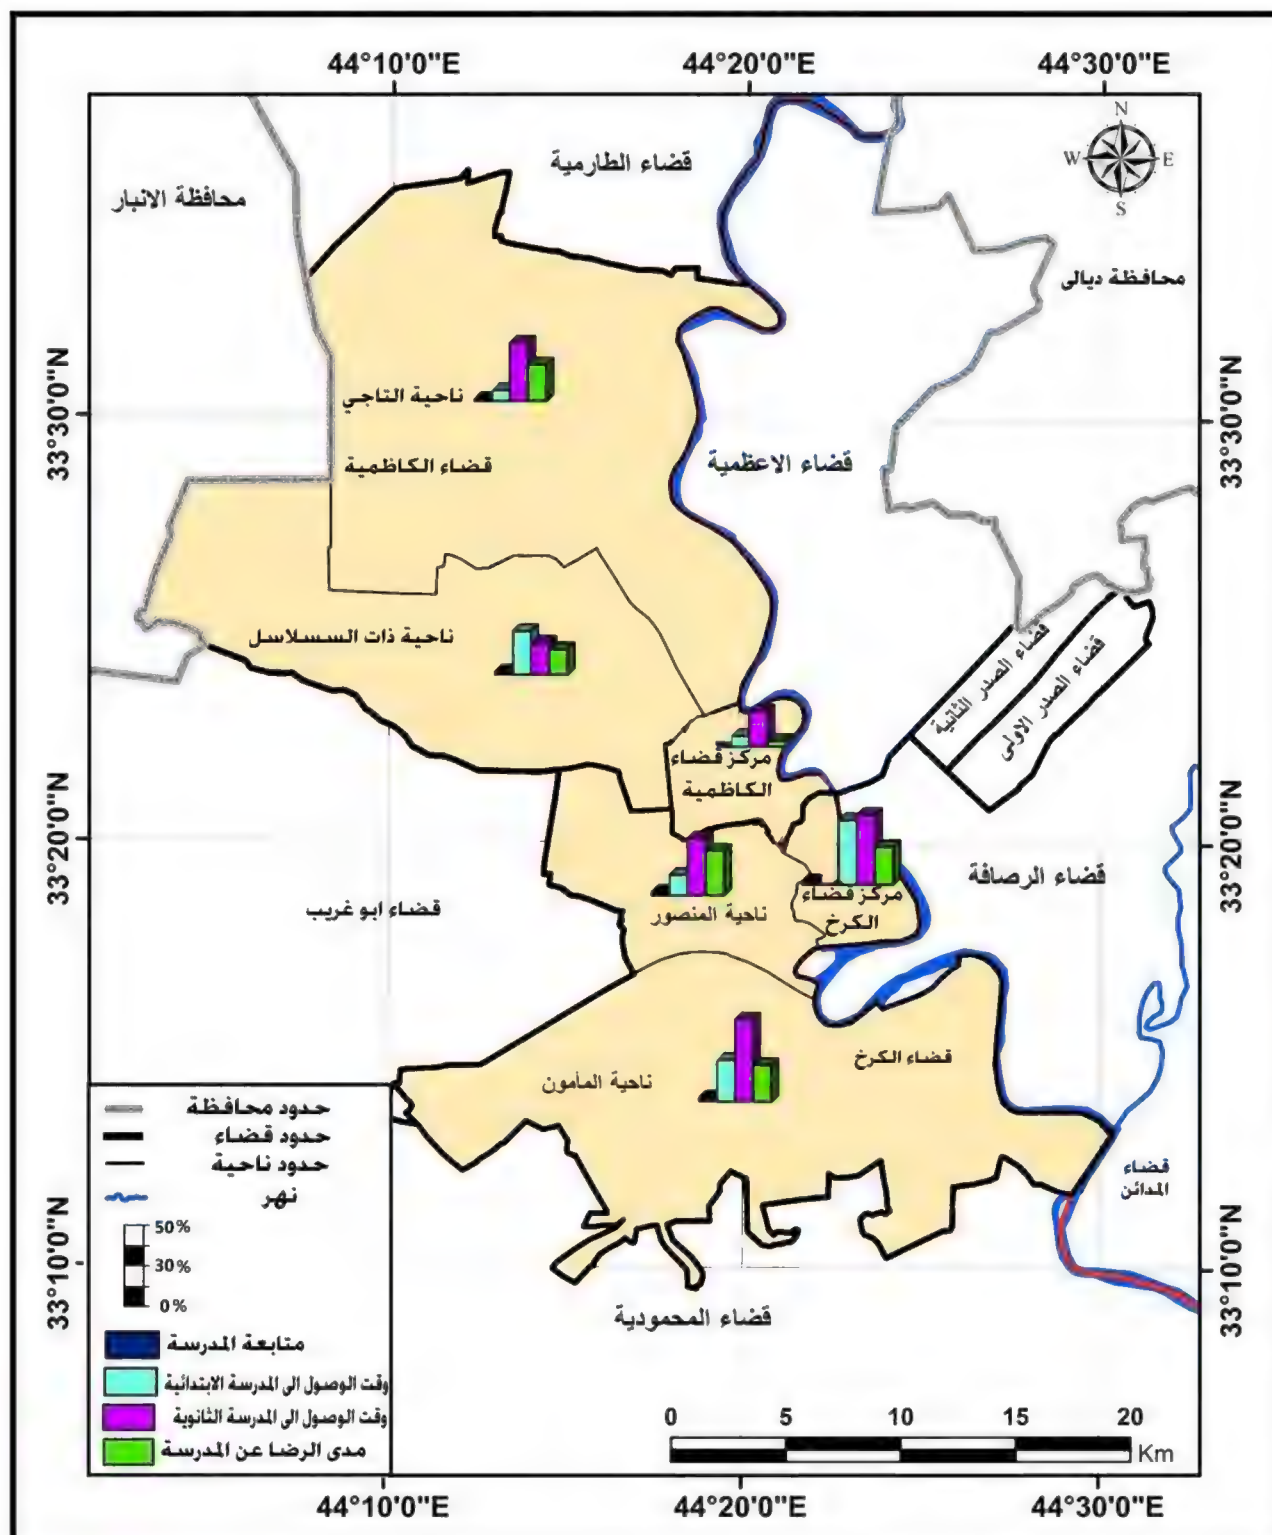 44°10'0"E 44°20'0"E 44°30'0"E
N
W E
S
قضاء الطارمية
محافظة الانبار
محافظة ديالى
33°30'0"N
33°30'0"N
ناحية التاجي
قضاء الكاظمية
قضاء الاعظمية
ناحية ذات السسلاسل
قضاء الصدر الثانية
قضاء الصدر الاولى
مركز قضاء
الكاظمية
33°20'0"N
33°20'0"N
قضاء الرصافة
مركز قضاء
الكرخ
ناحية المنصور
قضاء ابو غريب
قضاء الكرخ
ناحية المأمون
قضاء
المدائن
33°10'0"N
33°10'0"N
قضاء المحمودية
حدود محافظة
حدود قضاء
حدود ناحية
نهر
50%
30%
0%
متابعة المدرسة
وقت الوصول الى المدرسة الابتدائية
وقت الوصول الى المدرسة الثانوية
مدى الرضا عن المدرسة
0 5 10 15 20
Km
44°10'0"E 44°20'0"E 44°30'0"E